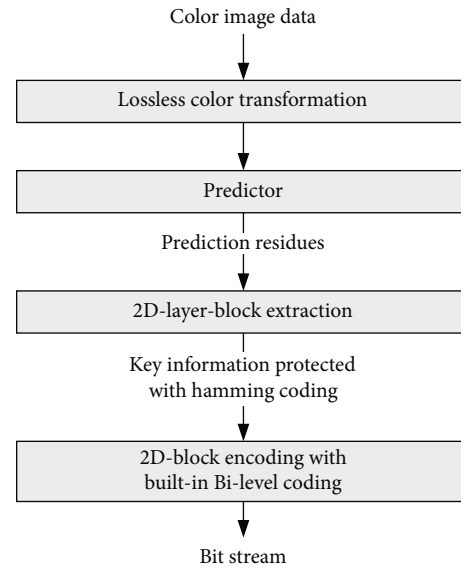 Color image data
Lossless color transformation
Predictor
Prediction residues
2D-layer-block extraction
Key information protected
with hamming coding
2D-block encoding with
built-in Bi-level coding
Bit stream